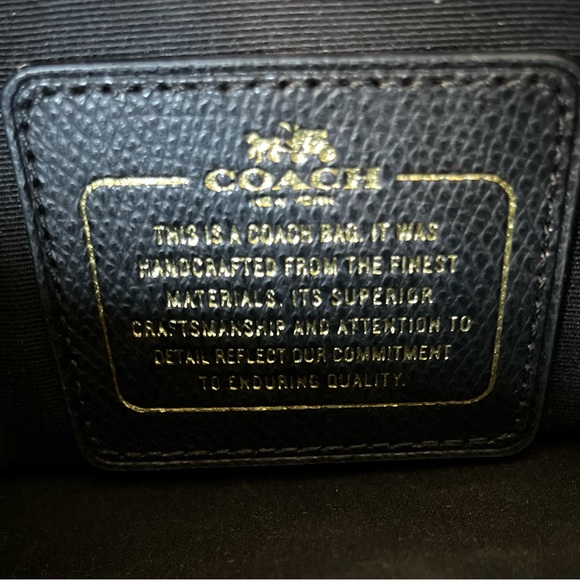 COACH
NEW YORK
THIS IS A COACH BAG. IT WAS
HANDCRAFTED FROM THE FINEST
MATERIALS. ITS SUPERIOR
CRAFTSMANSHIP AND ATTENTION TO
DETAIL REFLECT OUR COMMITMENT
TO ENDURING QUALITY.